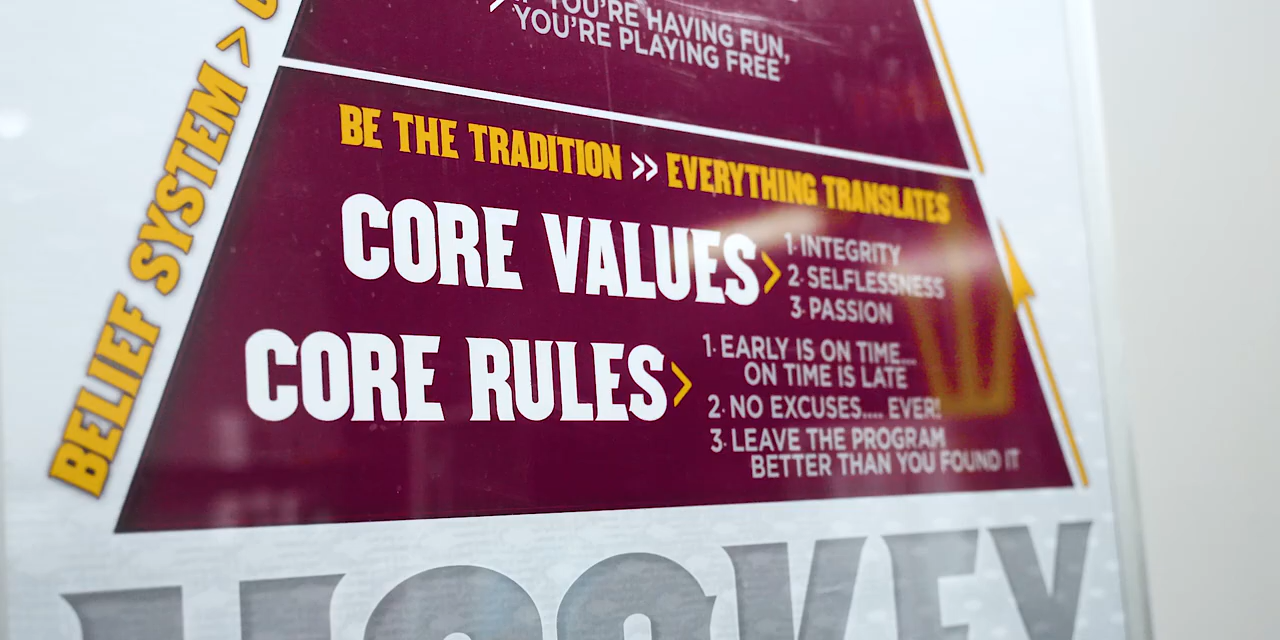 YOU'RE HAVING FUN,
YOU'RE PLAYING FREE
BELIEF SYSTEM >
BE THE TRADITION >> EVERYTHING TRANSLATES
CORE VALUES >
1· INTEGRITY
2· SELFLESSNESS
3· PASSION
CORE RULES >
1· EARLY IS ON TIME...
ON TIME IS LATE
2· NO EXCUSES.... EVER!
3· LEAVE THE PROGRAM
BETTER THAN YOU FOUND IT
HOCKEY